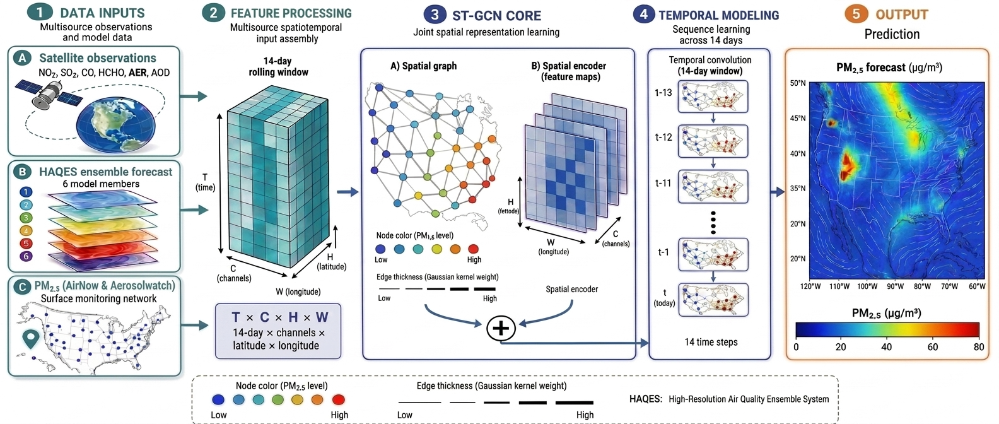 1 DATA INPUTS
Multisource observations
and model data
A Satellite observations
NO₂, SO₂, CO, HCHO, AER, AOD
B HAQES ensemble forecast
6 model members
1
2
3
4
5
6
C PM₂.₅ (AirNow & Aerosolwatch)
Surface monitoring network
2 FEATURE PROCESSING
Multisource spatiotemporal
input assembly
14-day
rolling window
T
(time)
C
(channels)
H
(latitude)
W (longitude)
T × C × H × W
14-day × channels ×
latitude × longitude
3 ST-GCN CORE
Joint spatial representation learning
A) Spatial graph
B) Spatial encoder
(feature maps)
H
(fettode)
W
(longitude)
C
(channels)
Node color (PM₁,₅ level)
Low High
Edge thickness (Gaussian kernel weight)
Low High
Spatial encoder
+
4 TEMPORAL MODELING
Sequence learning
across 14 days
Temporal convolution
(14-day window)
1-13
t-12
t-11
t-1
t
(today)
14 time steps
5 OUTPUT
Prediction
PM₂,₅ forecast (μg/m³)
50°N
45°N
40°N
35°N
20°N
20°N
120°W 110°W 100°W 90°W 80°W 70°W 60°W
PM₂,S (μg/m³)
0 20 40 60 80
Node color (PM₂.₅ level)
Low High
Edge thickness (Gaussian kernel weight)
Low High
HAQES: High-Resolution Air Quality Ensemble System